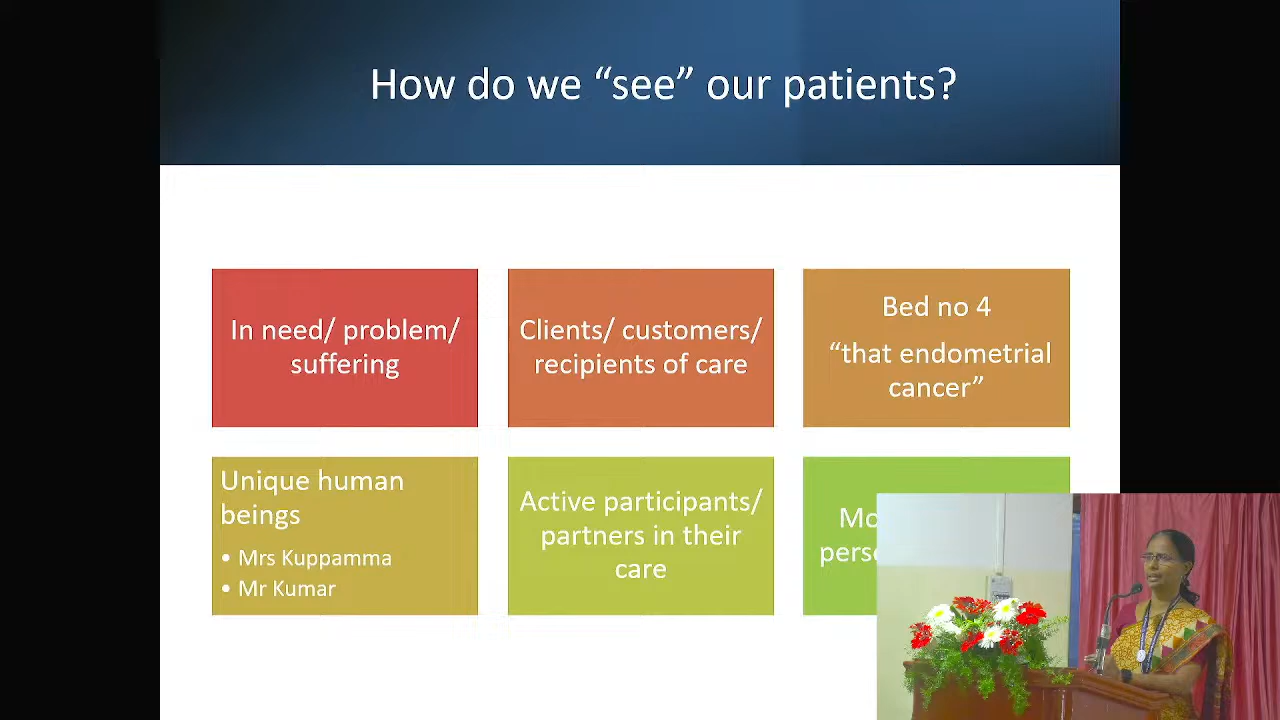 How do we “see” our patients?
In need/ problem/
suffering
Clients/ customers/
recipients of care
Bed no 4
“that endometrial
cancer”
Unique human
beings
• Mrs Kuppamma
• Mr Kumar
Active participants/
partners in their
care